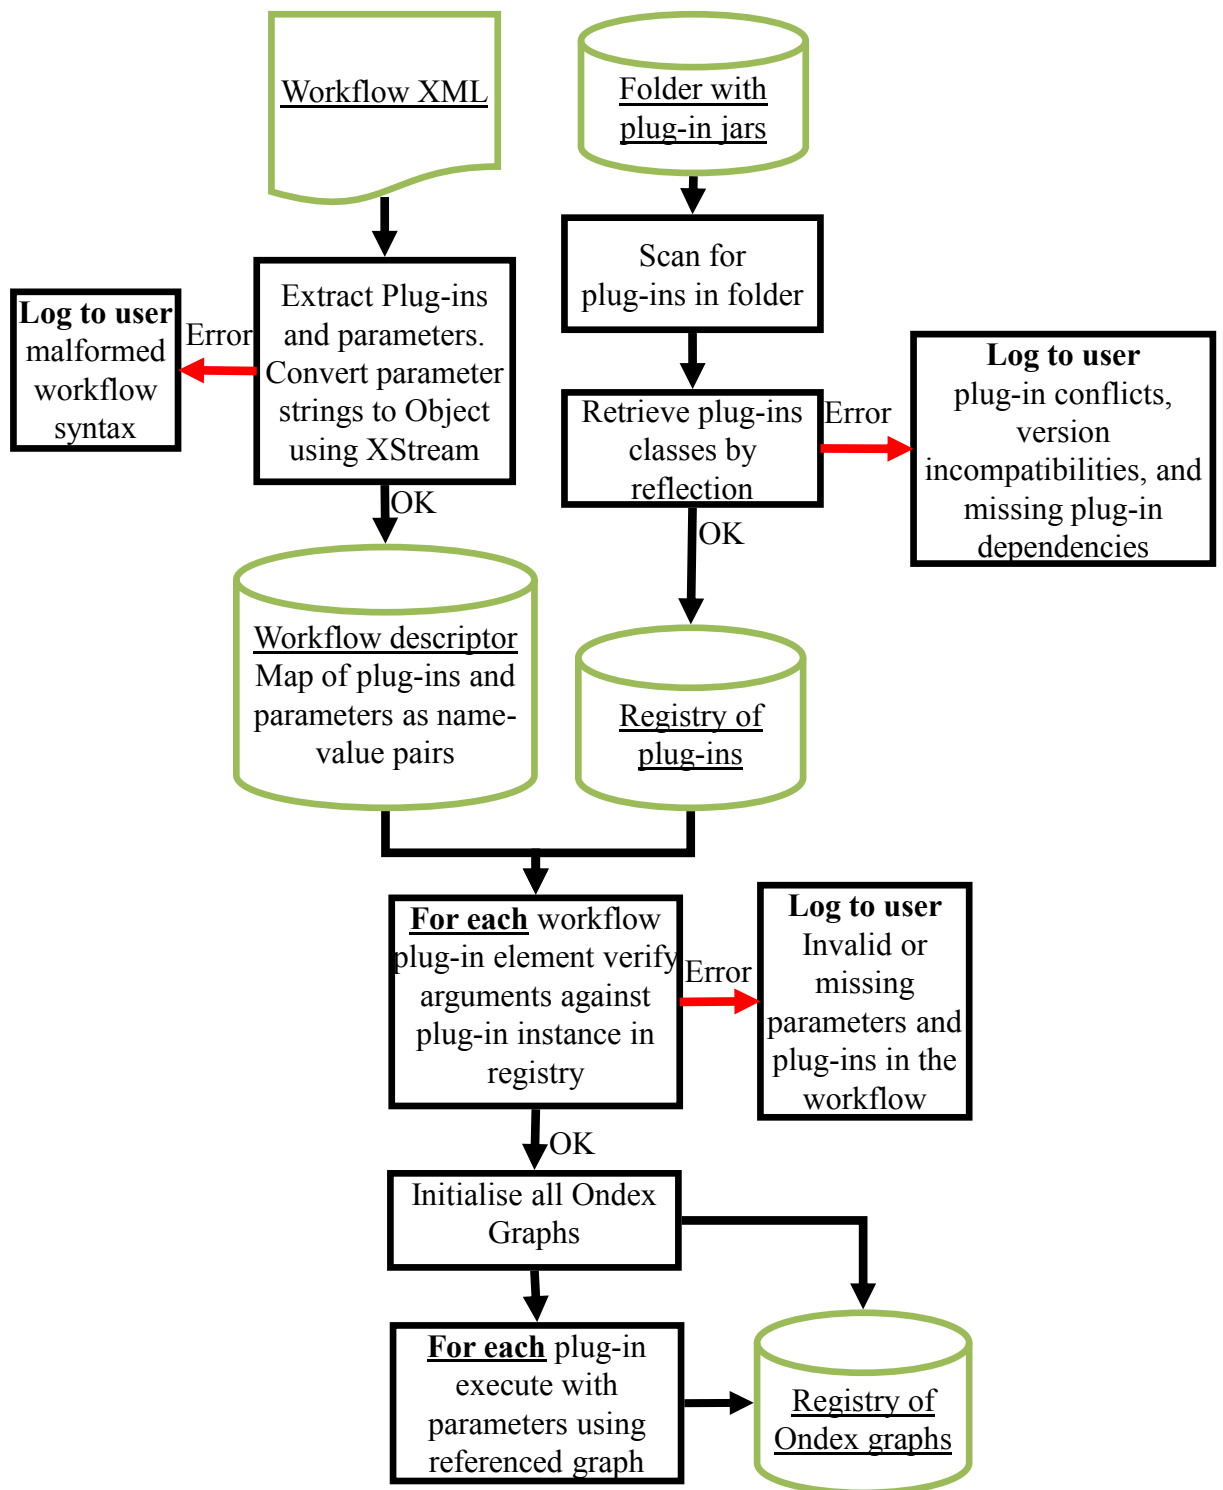 Workflow XML
Folder with
plug-in jars
Scan for
plug-ins in folder
Extract Plug-ins
and parameters.
Convert parameter
strings to Object
using XStream
Error
Log to user
malformed
workflow
syntax
Retrieve plug-ins
classes by
reflection
Error
Log to user
plug-in conflicts,
version
incompatibilities, and
missing plug-in
dependencies
OK
OK
Workflow descriptor
Map of plug-ins and
parameters as name-
value pairs
Registry of
plug-ins
For each workflow
plug-in element verify
arguments against
plug-in instance in
registry
Error
Log to user
Invalid or
missing
parameters and
plug-ins in the
workflow
OK
Initialise all Ondex
Graphs
For each plug-in
execute with
parameters using
referenced graph
Registry of
Ondex graphs